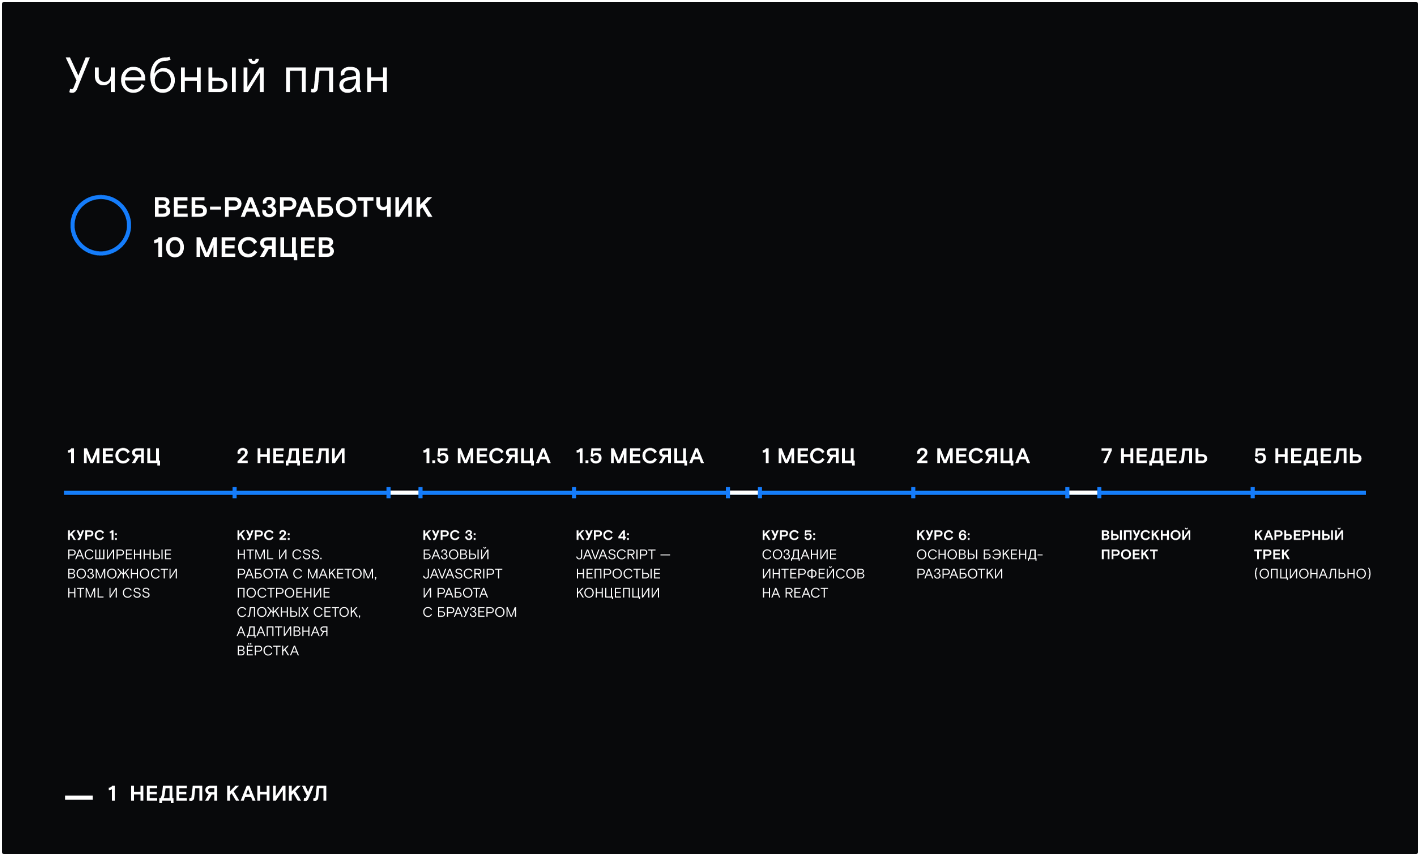 Учебный план
ВЕБ-РАЗРАБОТЧИК
10 МЕСЯЦЕВ
1 МЕСЯЦ
КУРС 1:
РАСШИРЕННЫЕ
ВОЗМОЖНОСТИ
HTML И CSS
2 НЕДЕЛИ
КУРС 2:
HTML И CSS.
РАБОТА С МАКЕТОМ,
ПОСТРОЕНИЕ
СЛОЖНЫХ СЕТОК,
АДАПТИВНАЯ
ВЁРСТКА
1.5 МЕСЯЦА
КУРС 3:
БАЗОВЫЙ
JAVASCRIPT
И РАБОТА
С БРАУЗЕРОМ
1.5 МЕСЯЦА
КУРС 4:
JAVASCRIPT —
НЕПРОСТЫЕ
КОНЦЕПЦИИ
1 МЕСЯЦ
КУРС 5:
СОЗДАНИЕ
ИНТЕРФЕЙСОВ
НА REACT
2 МЕСЯЦА
КУРС 6:
ОСНОВЫ БЭКЕНД-
РАЗРАБОТКИ
7 НЕДЕЛЬ
ВЫПУСКНОЙ
ПРОЕКТ
5 НЕДЕЛЬ
КАРЬЕРНЫЙ
ТРЕК
(ОПЦИОНАЛЬНО)
1 НЕДЕЛЯ КАНИКУЛ